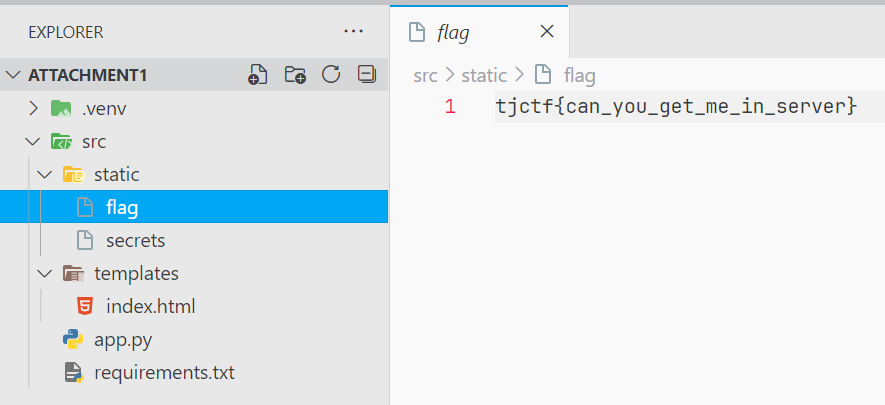 EXPLORER
ATTACHMENT1
.venv
src
static
flag
secrets
templates
index.html
app.py
requirements.txt
flag
src > static > flag
1 tjctf{can_you_get_me_in_server}